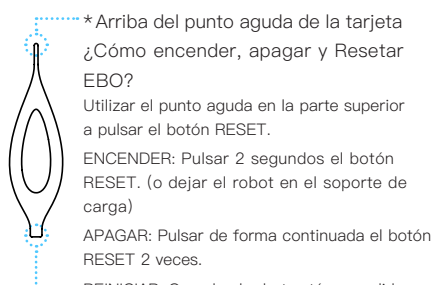 *Arriba del punto aguda de la tarjeta
¿Cómo encender, apagar y Resetar
EBO?
Utilizar el punto aguda en la parte superior
a pulsar el botón RESET.
ENCENDER: Pulsar 2 segundos el botón
RESET. (o dejar el robot en el soporte de
carga)
APAGAR: Pulsar de forma continuada el botón
RESET 2 veces.